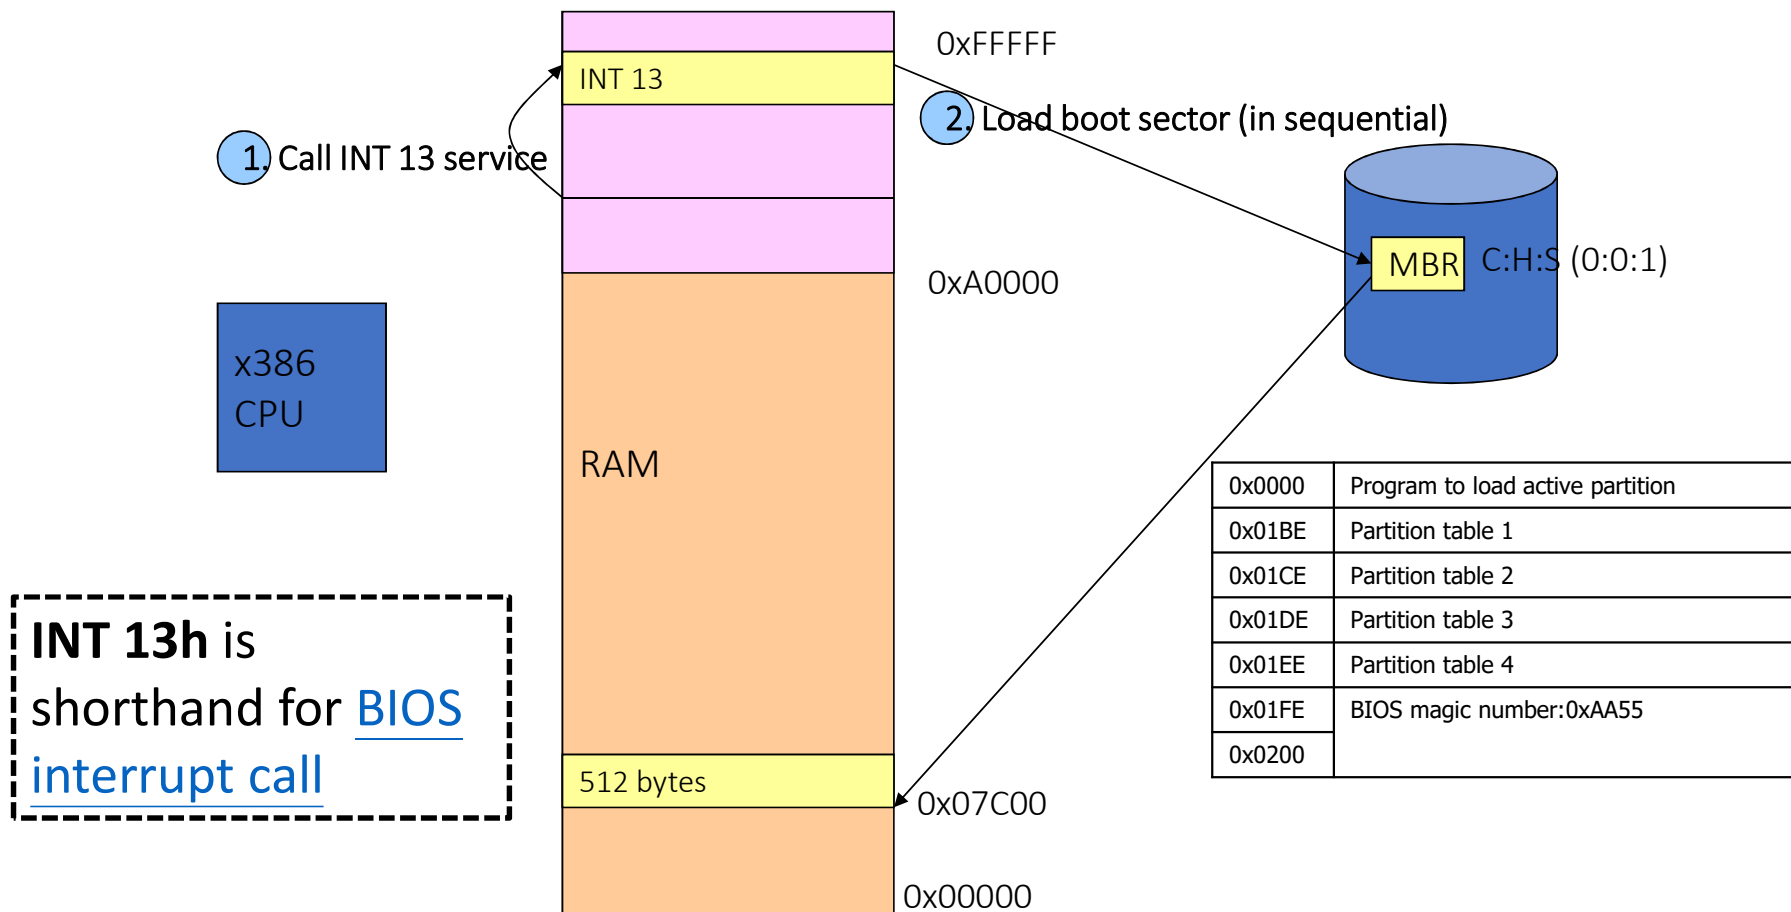 0xFFFFF
INT 13
2. Load boot sector (in sequential)
1. Call INT 13 service
MBR
C:H:S (0:0:1)
0xA0000
x386
CPU
RAM
0x0000 Program to load active partition
0x01BE Partition table 1
0x01CE Partition table 2
0x01DE Partition table 3
0x01EE Partition table 4
0x01FE BIOS magic number:0xAA55
0x0200
INT 13h is
shorthand for BIOS
interrupt call
512 bytes
0x07C00
0x00000